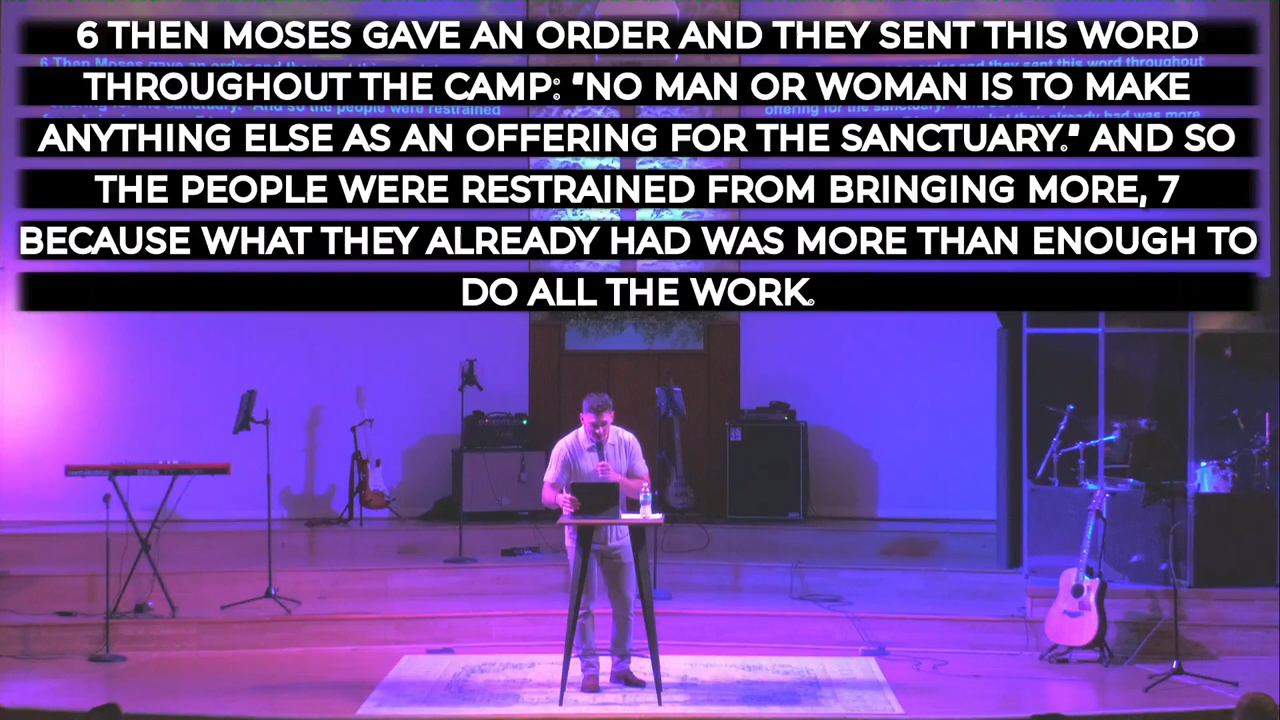 6 THEN MOSES GAVE AN ORDER AND THEY SENT THIS WORD
THROUGHOUT THE CAMP: "NO MAN OR WOMAN IS TO MAKE
ANYTHING ELSE AS AN OFFERING FOR THE SANCTUARY." AND SO
THE PEOPLE WERE RESTRAINED FROM BRINGING MORE, 7
BECAUSE WHAT THEY ALREADY HAD WAS MORE THAN ENOUGH TO
DO ALL THE WORK.